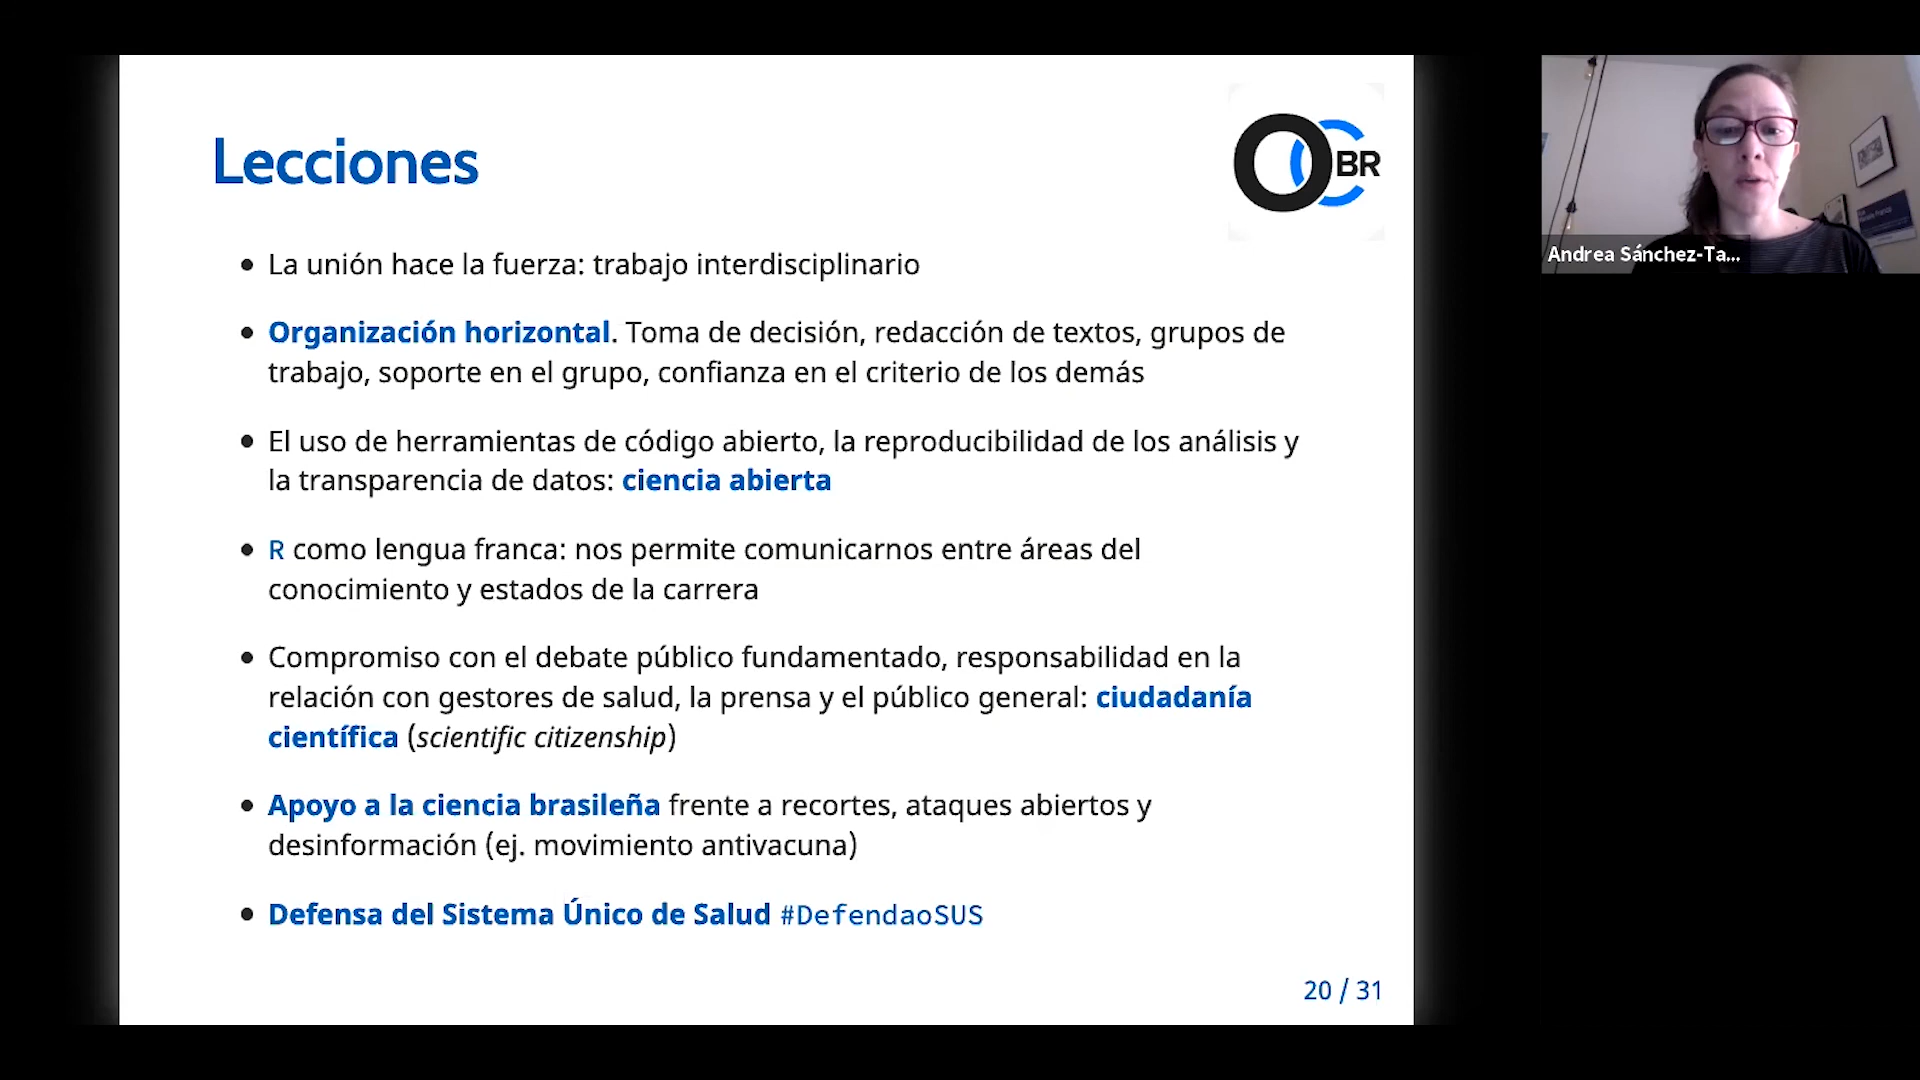 Lecciones
OC BR
La unión hace la fuerza: trabajo interdisciplinario
Organización horizontal. Toma de decisión, redacción de textos, grupos de
trabajo, soporte en el grupo, confianza en el criterio de los demás
El uso de herramientas de código abierto, la reproducibilidad de los análisis y
la transparencia de datos: ciencia abierta
R como lengua franca: nos permite comunicarnos entre áreas del
conocimiento y estados de la carrera
Compromiso con el debate público fundamentado, responsabilidad en la
relación con gestores de salud, la prensa y el público general: ciudadanía
científica (scientific citizenship)
Apoyo a la ciencia brasileña frente a recortes, ataques abiertos y
desinformación (ej. movimiento antivacuna)
Defensa del Sistema Único de Salud #DefendaoSUS
20 / 31
Andrea Sánchez-Ta...